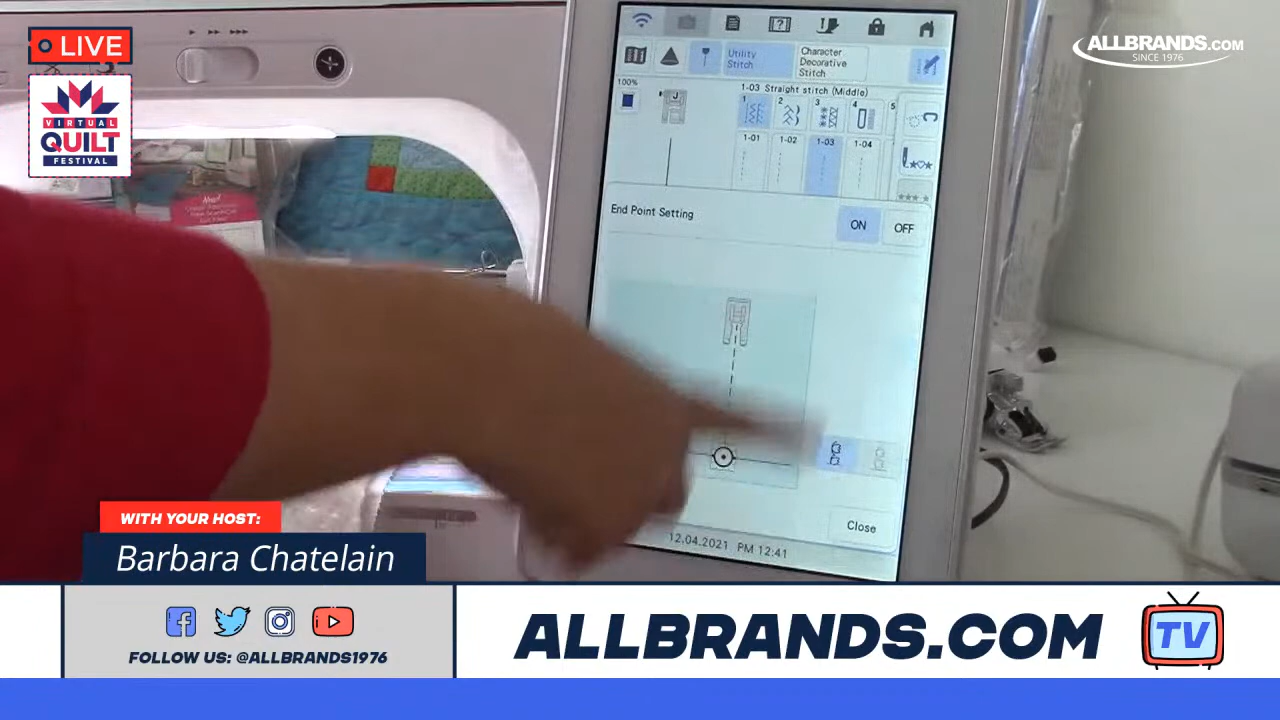 LIVE
VIRTUAL
QUILT
FESTIVAL
ALLBRANDS.COM
SINCE 1976
Utility
Stitch
Character
Decorative
Stitch
100%
1-03 Straight stitch (Middle)
J
1
2
3
4
5
1-01
1-02
1-03
1-04
End Point Setting
ON
OFF
Close
12.04.2021 PM 12:41
New!
WITH YOUR HOST:
Barbara Chatelain
FOLLOW US: @ALLBRANDS1976
ALLBRANDS.COM
TV